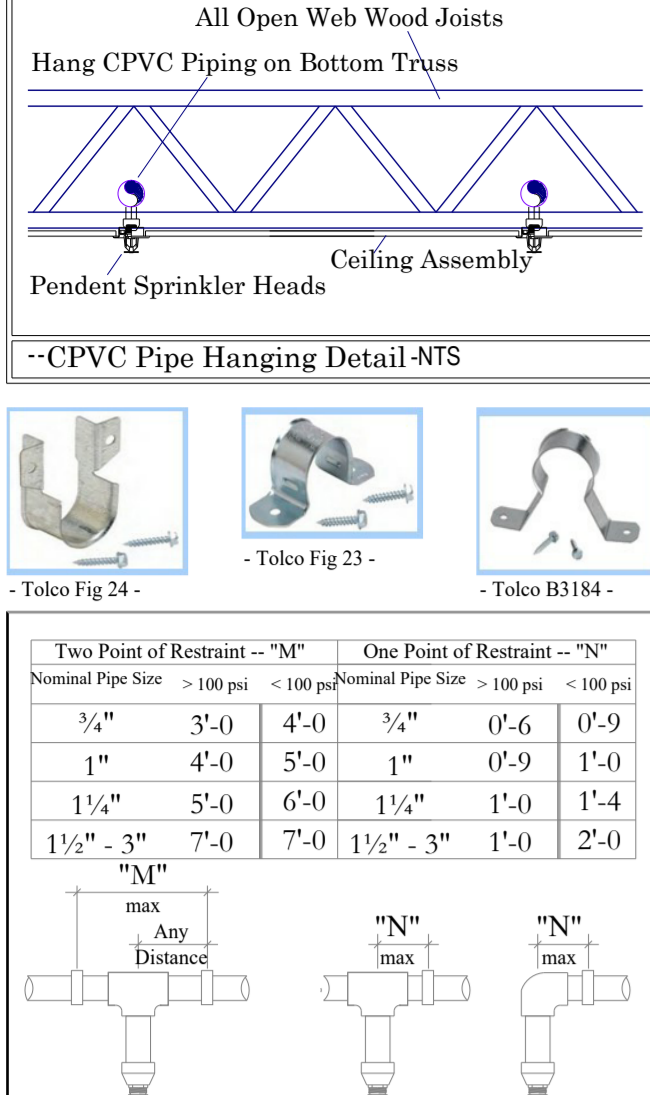 All Open Web Wood Joists
Hang CPVC Piping on Bottom Truss
Ceiling Assembly
Pendent Sprinkler Heads
--CPVC Pipe Hanging Detail -NTS
- Tolco Fig 24 -
- Tolco Fig 23 -
- Tolco B3184 -
Two Point of Restraint -- "M" One Point of Restraint -- "N"
Nominal Pipe Size > 100 psi < 100 psi Nominal Pipe Size > 100 psi < 100 psi
¾" 3'-0 4'-0 ¾" 0'-6 0'-9
1" 4'-0 5'-0 1" 0'-9 1'-0
1¼" 5'-0 6'-0 1¼" 1'-0 1'-4
1½" - 3" 7'-0 7'-0 1½" - 3" 1'-0 2'-0
"M"
max
Any
Distance
"N"
max
"N"
max